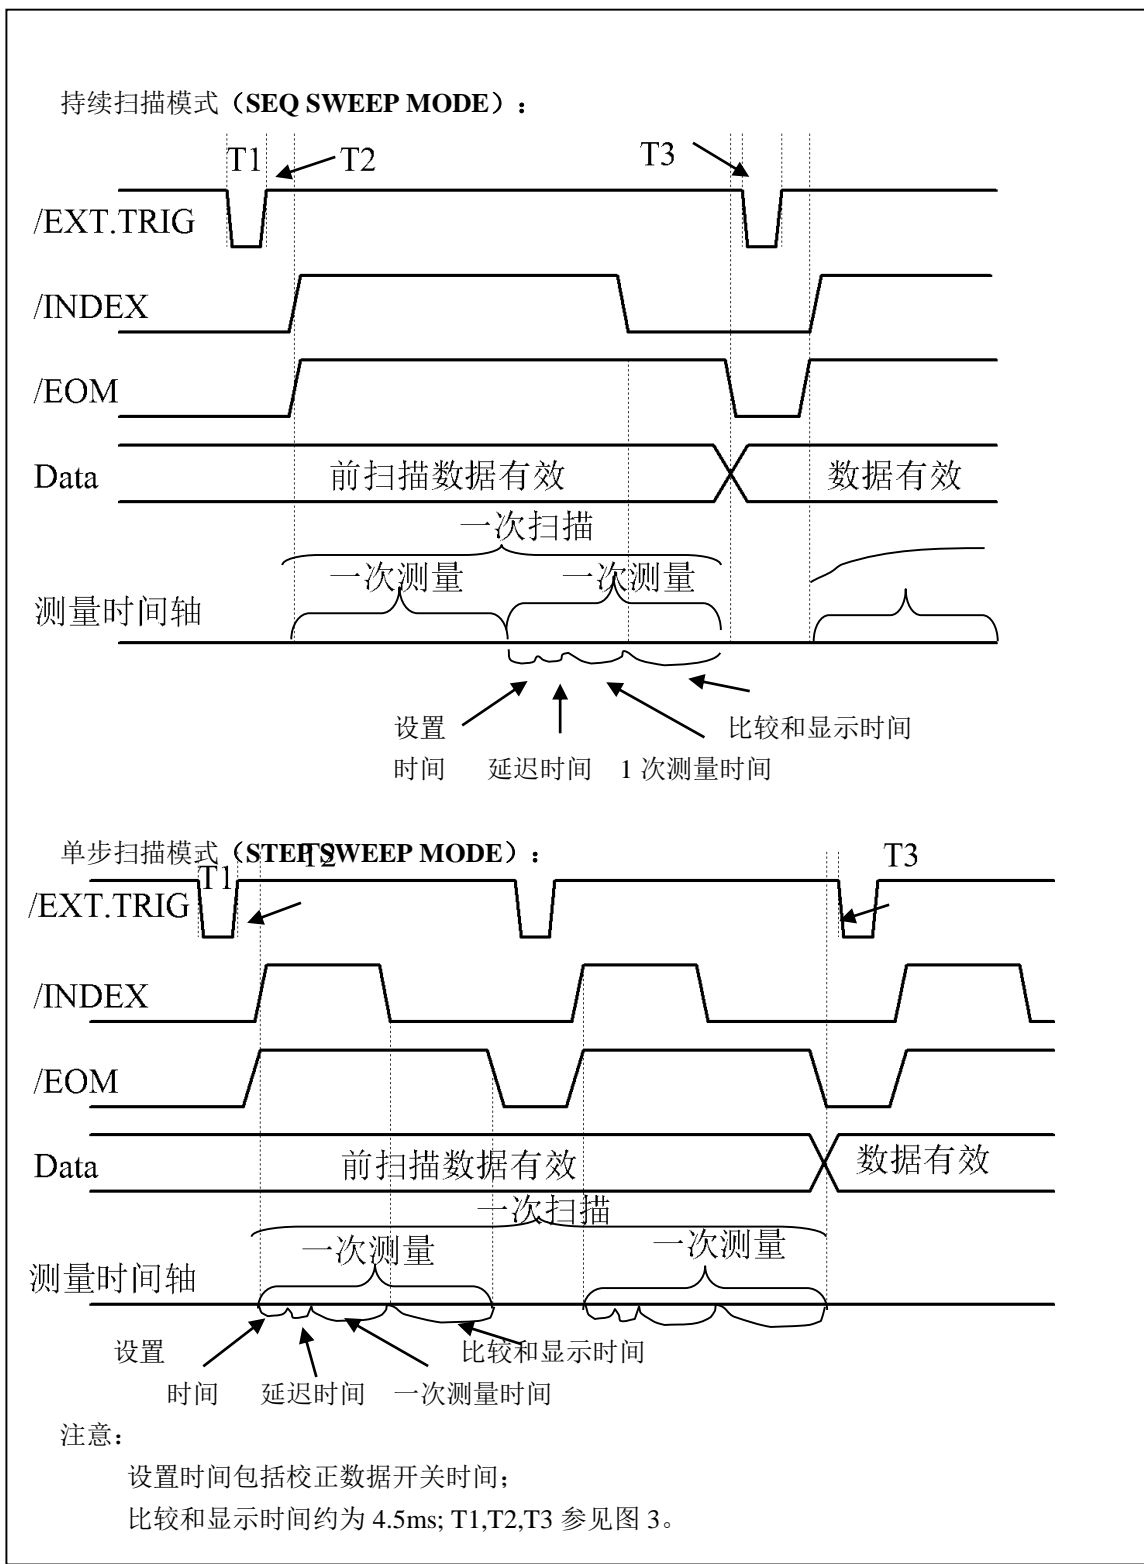 持续扫描模式（SEQ SWEEP MODE）：
T1 T2 T3
/EXT.TRIG
/INDEX
/EOM
Data 前扫描数据有效 数据有效
一次扫描
一次测量 一次测量
测量时间轴
设置 比较和显示时间
时间 延迟时间 1 次测量时间
单步扫描模式（STEP SWEEP MODE）：
T1 T2 T3
/EXT.TRIG
/INDEX
/EOM
Data 前扫描数据有效 数据有效
一次扫描
一次测量 一次测量
测量时间轴
设置 比较和显示时间
时间 延迟时间 一次测量时间
注意：
设置时间包括校正数据开关时间；
比较和显示时间约为 4.5ms; T1,T2,T3 参见图 3。